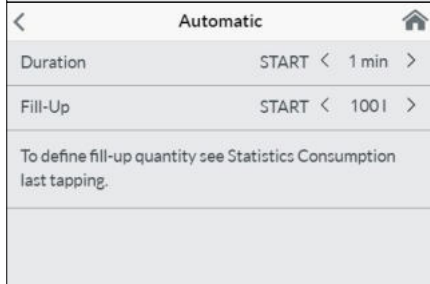 < Automatic
Duration START < 1 min >
Fill-Up START < 100 l >
To define fill-up quantity see Statistics Consumption
last tapping.